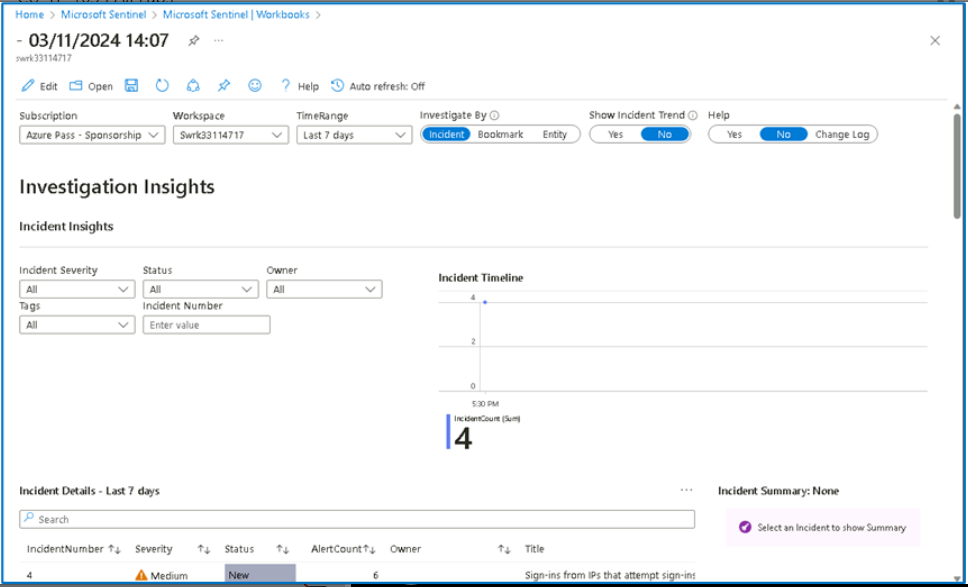 Home > Microsoft Sentinel > Microsoft Sentinel | Workbooks >
- 03/11/2024 14:07 ...
swrk33114717
Edit Open ? Help Auto refresh: Off
Subscription Workspace TimeRange Investigate By Show Incident Trend Help
Azure Pass - Sponsorship Swrk33114717 Last 7 days Incident Bookmark Entity Yes No Yes No Change Log
Investigation Insights
Incident Insights
Incident Severity Status Owner
All All All
Tags Incident Number
All Enter value
Incident Timeline
4
2
0
5:30 PM
IncidentCount (Sum)
4
Incident Details - Last 7 days ...
Search
IncidentNumber ↑↓ Severity ↑↓ Status ↑↓ AlertCount↑↓ Owner ↑↓ Title
4 Medium New 6 Sign-ins from IPs that attempt sign-ins
Incident Summary: None
Select an Incident to show Summary